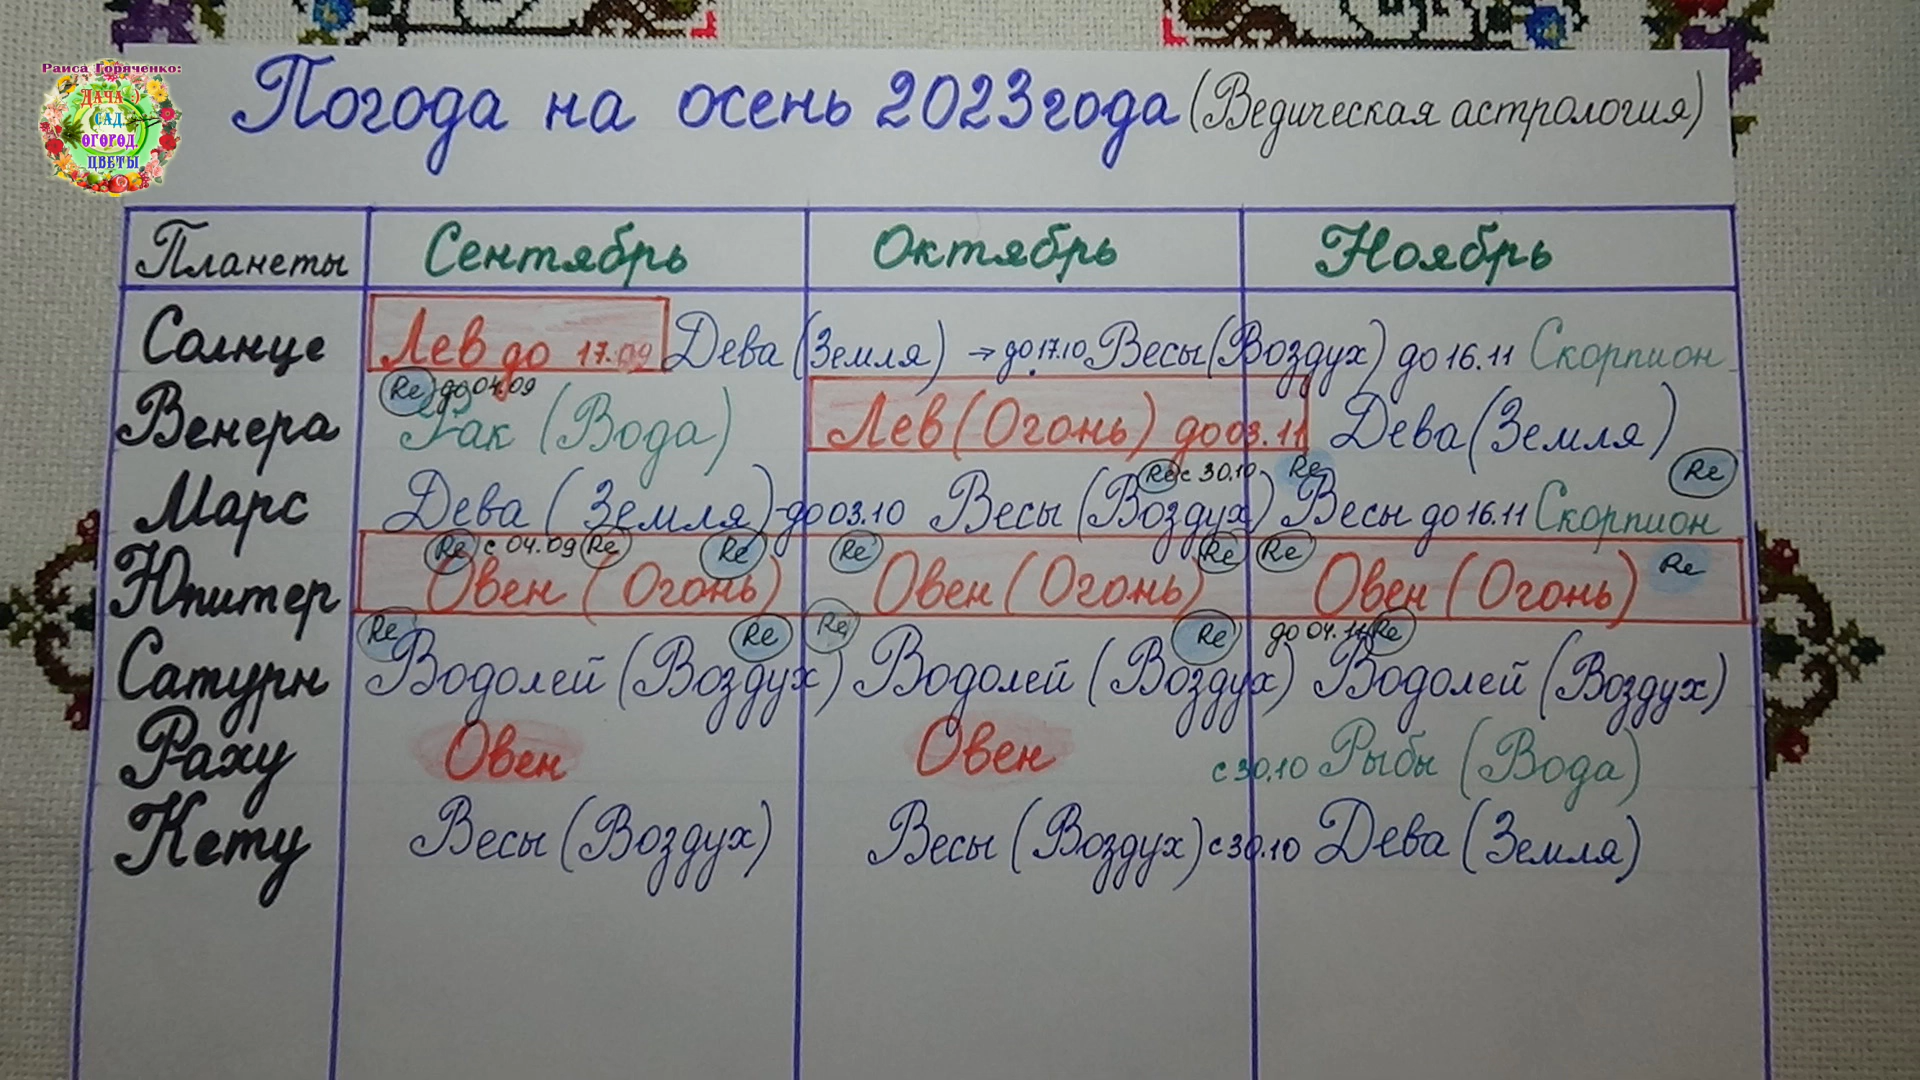 Раиса Горяченко:
ДАЧА :)
САД.
ОГОРОД.
ЦВЕТЫ
Погода на осень 2023 года (Ведическая астрология)
Планеты Сентябрь Октябрь Ноябрь
Солнце Лев до 17.09 Дева (Земля) → до 17.10 Весы (Воздух) до 16.11 Скорпион
Re до 04.09
Венера Рак (Вода) Лев (Огонь) до 03.11 Дева (Земля)
Re с 30.10 Re Re
Марс Дева (Земля) - до 03.10 Весы (Воздух) Весы до 16.11 Скорпион
Re с 04.09 Re Re Re Re Re Re
Юпитер Овен (Огонь) Овен (Огонь) Овен (Огонь)
Re Re Re Re до 04.11 Re
Сатурн Водолей (Воздух) Водолей (Воздух) Водолей (Воздух)
Раху Овен Овен с 30.10 Рыбы (Вода)
Кету Весы (Воздух) Весы (Воздух) с 30.10 Дева (Земля)